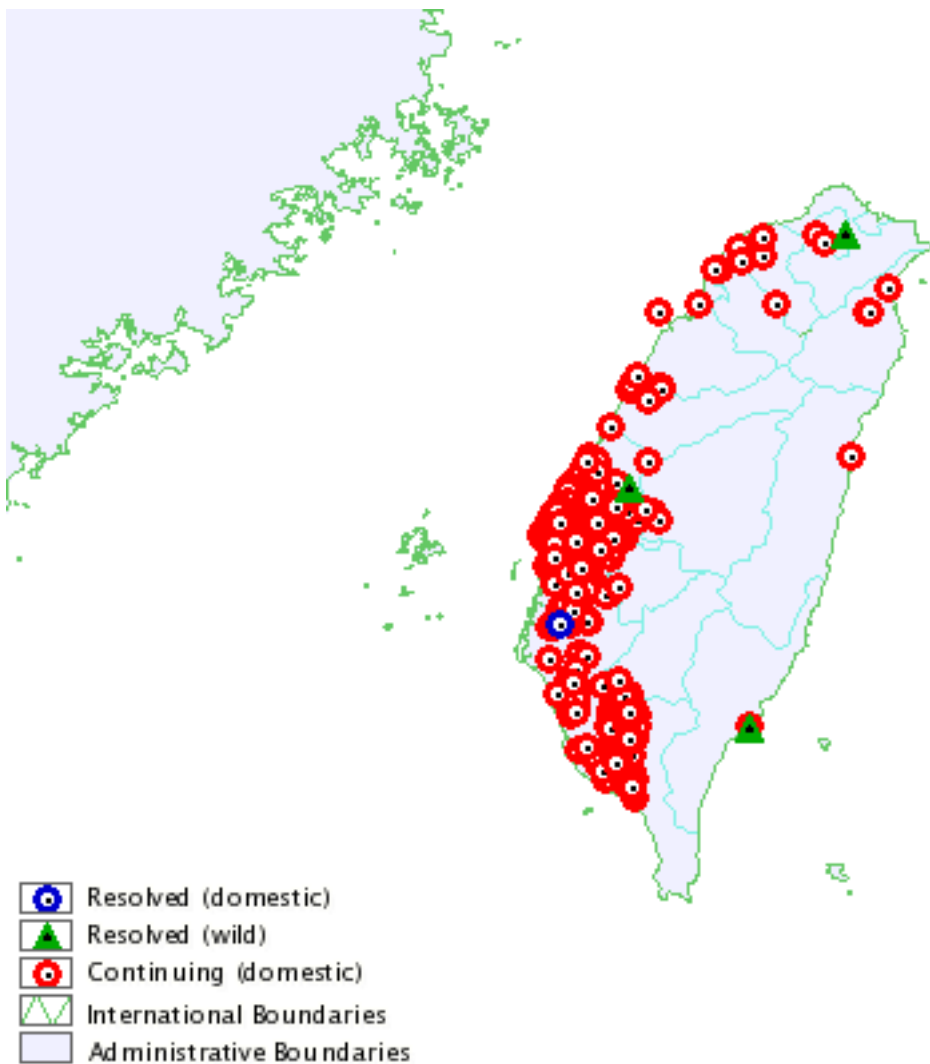 Resolved (domestic)
Resolved (wild)
Continuing (domestic)
International Boundaries
Administrative Boundaries